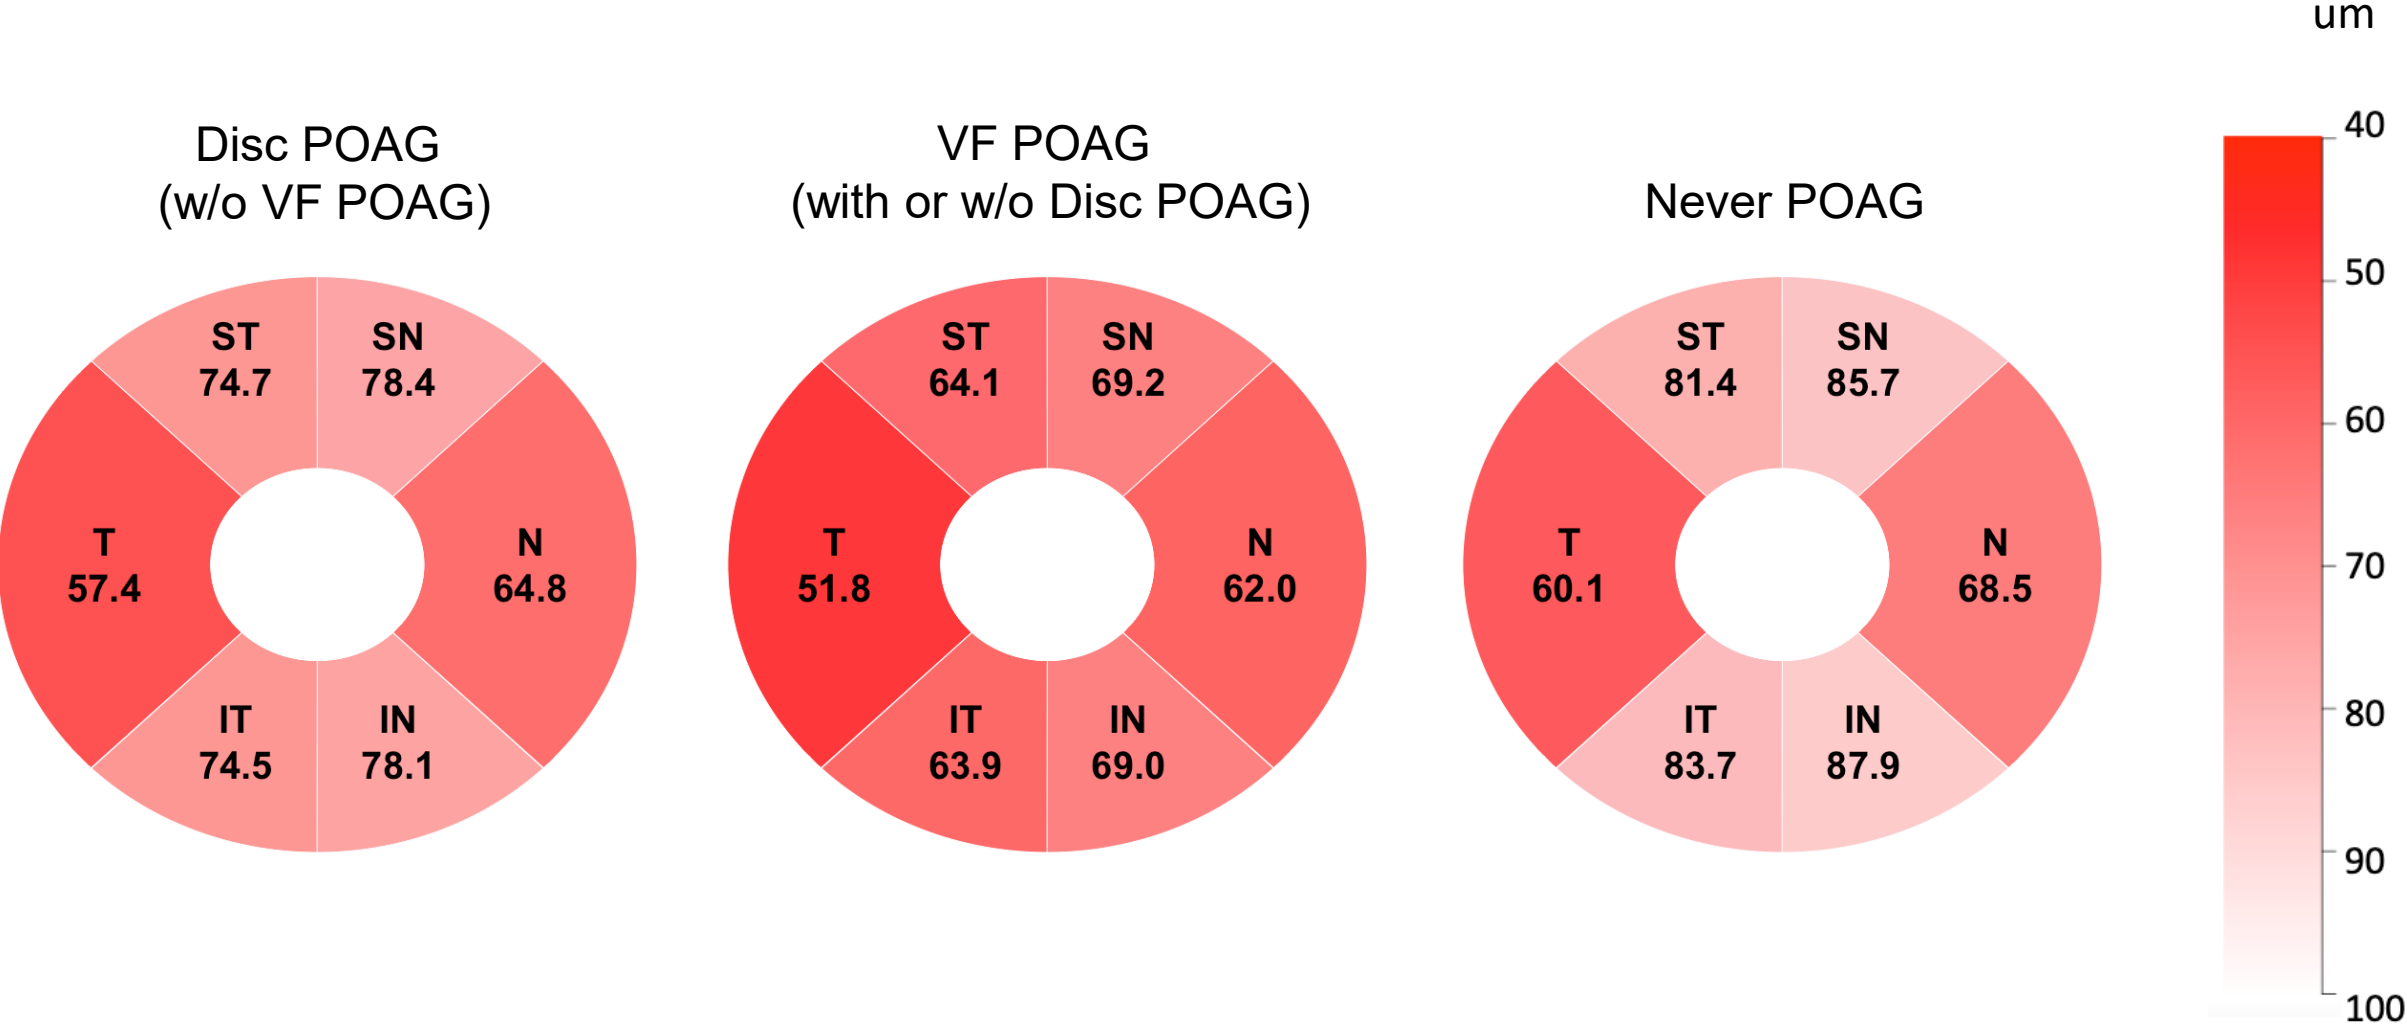 um
Disc POAG
(w/o VF POAG)
VF POAG
(with or w/o Disc POAG)
Never POAG
ST
74.7
SN
78.4
T
57.4
N
64.8
IT
74.5
IN
78.1
ST
64.1
SN
69.2
T
51.8
N
62.0
IT
63.9
IN
69.0
ST
81.4
SN
85.7
T
60.1
N
68.5
IT
83.7
IN
87.9
40
50
60
70
80
90
100